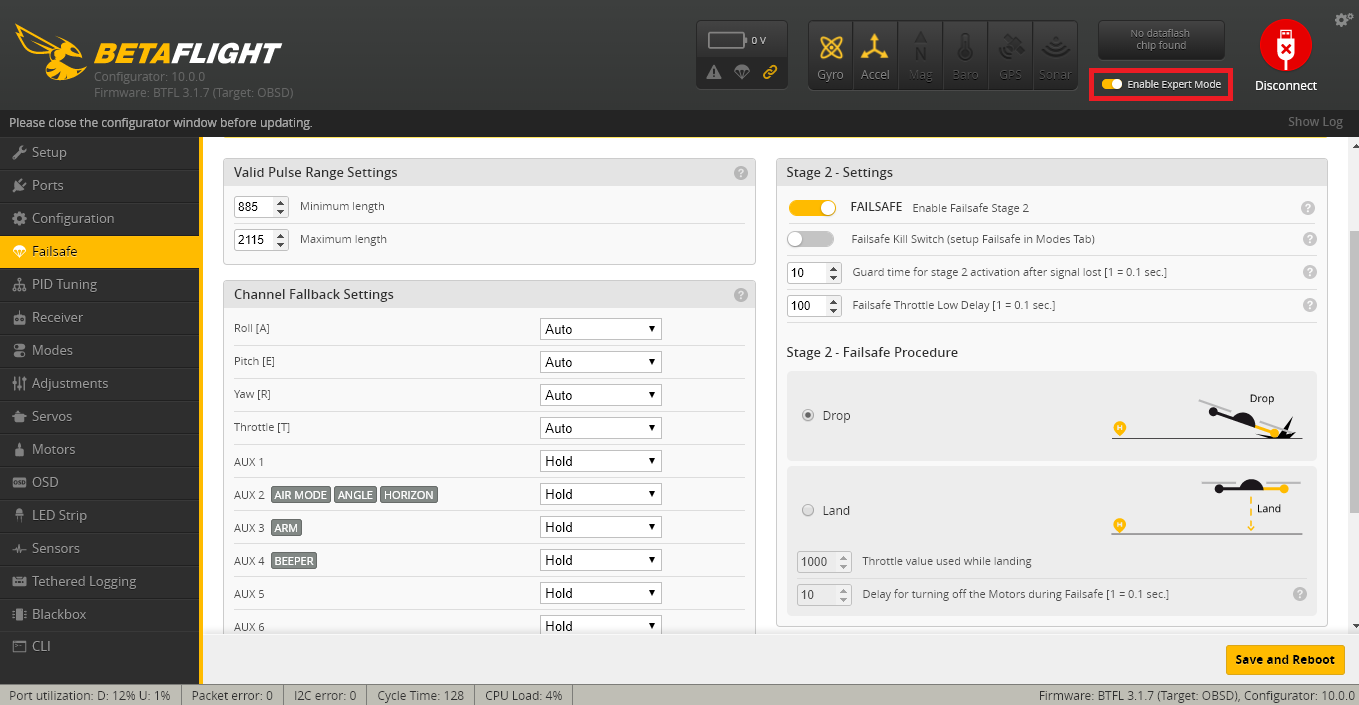 BETAFLIGHT
Configurator: 10.0.0
Firmware: BTFL 3.1.7 (Target: OBSD)
0 V
Gyro
Accel
Mag
Baro
GPS
Sonar
No dataflash
chip found
Enable Expert Mode
Disconnect
Please close the configurator window before updating.
Show Log
Setup
Ports
Configuration
Failsafe
PID Tuning
Receiver
Modes
Adjustments
Servos
Motors
OSD
LED Strip
Sensors
Tethered Logging
Blackbox
CLI
Valid Pulse Range Settings
885 Minimum length
2115 Maximum length
Channel Fallback Settings
Roll [A] Auto
Pitch [E] Auto
Yaw [R] Auto
Throttle [T] Auto
AUX 1 Hold
AUX 2 AIR MODE ANGLE HORIZON Hold
AUX 3 ARM Hold
AUX 4 BEEPER Hold
AUX 5 Hold
AUX 6 Hold
Stage 2 - Settings
FAILSAFE Enable Failsafe Stage 2
Failsafe Kill Switch (setup Failsafe in Modes Tab)
10 Guard time for stage 2 activation after signal lost [1 = 0.1 sec.]
100 Failsafe Throttle Low Delay [1 = 0.1 sec.]
Stage 2 - Failsafe Procedure
Drop
Drop
H
Land
Land
H
1000 Throttle value used while landing
10 Delay for turning off the Motors during Failsafe [1 = 0.1 sec.]
Save and Reboot
Port utilization: D: 12% U: 1%
Packet error: 0
I2C error: 0
Cycle Time: 128
CPU Load: 4%
Firmware: BTFL 3.1.7 (Target: OBSD), Configurator: 10.0.0